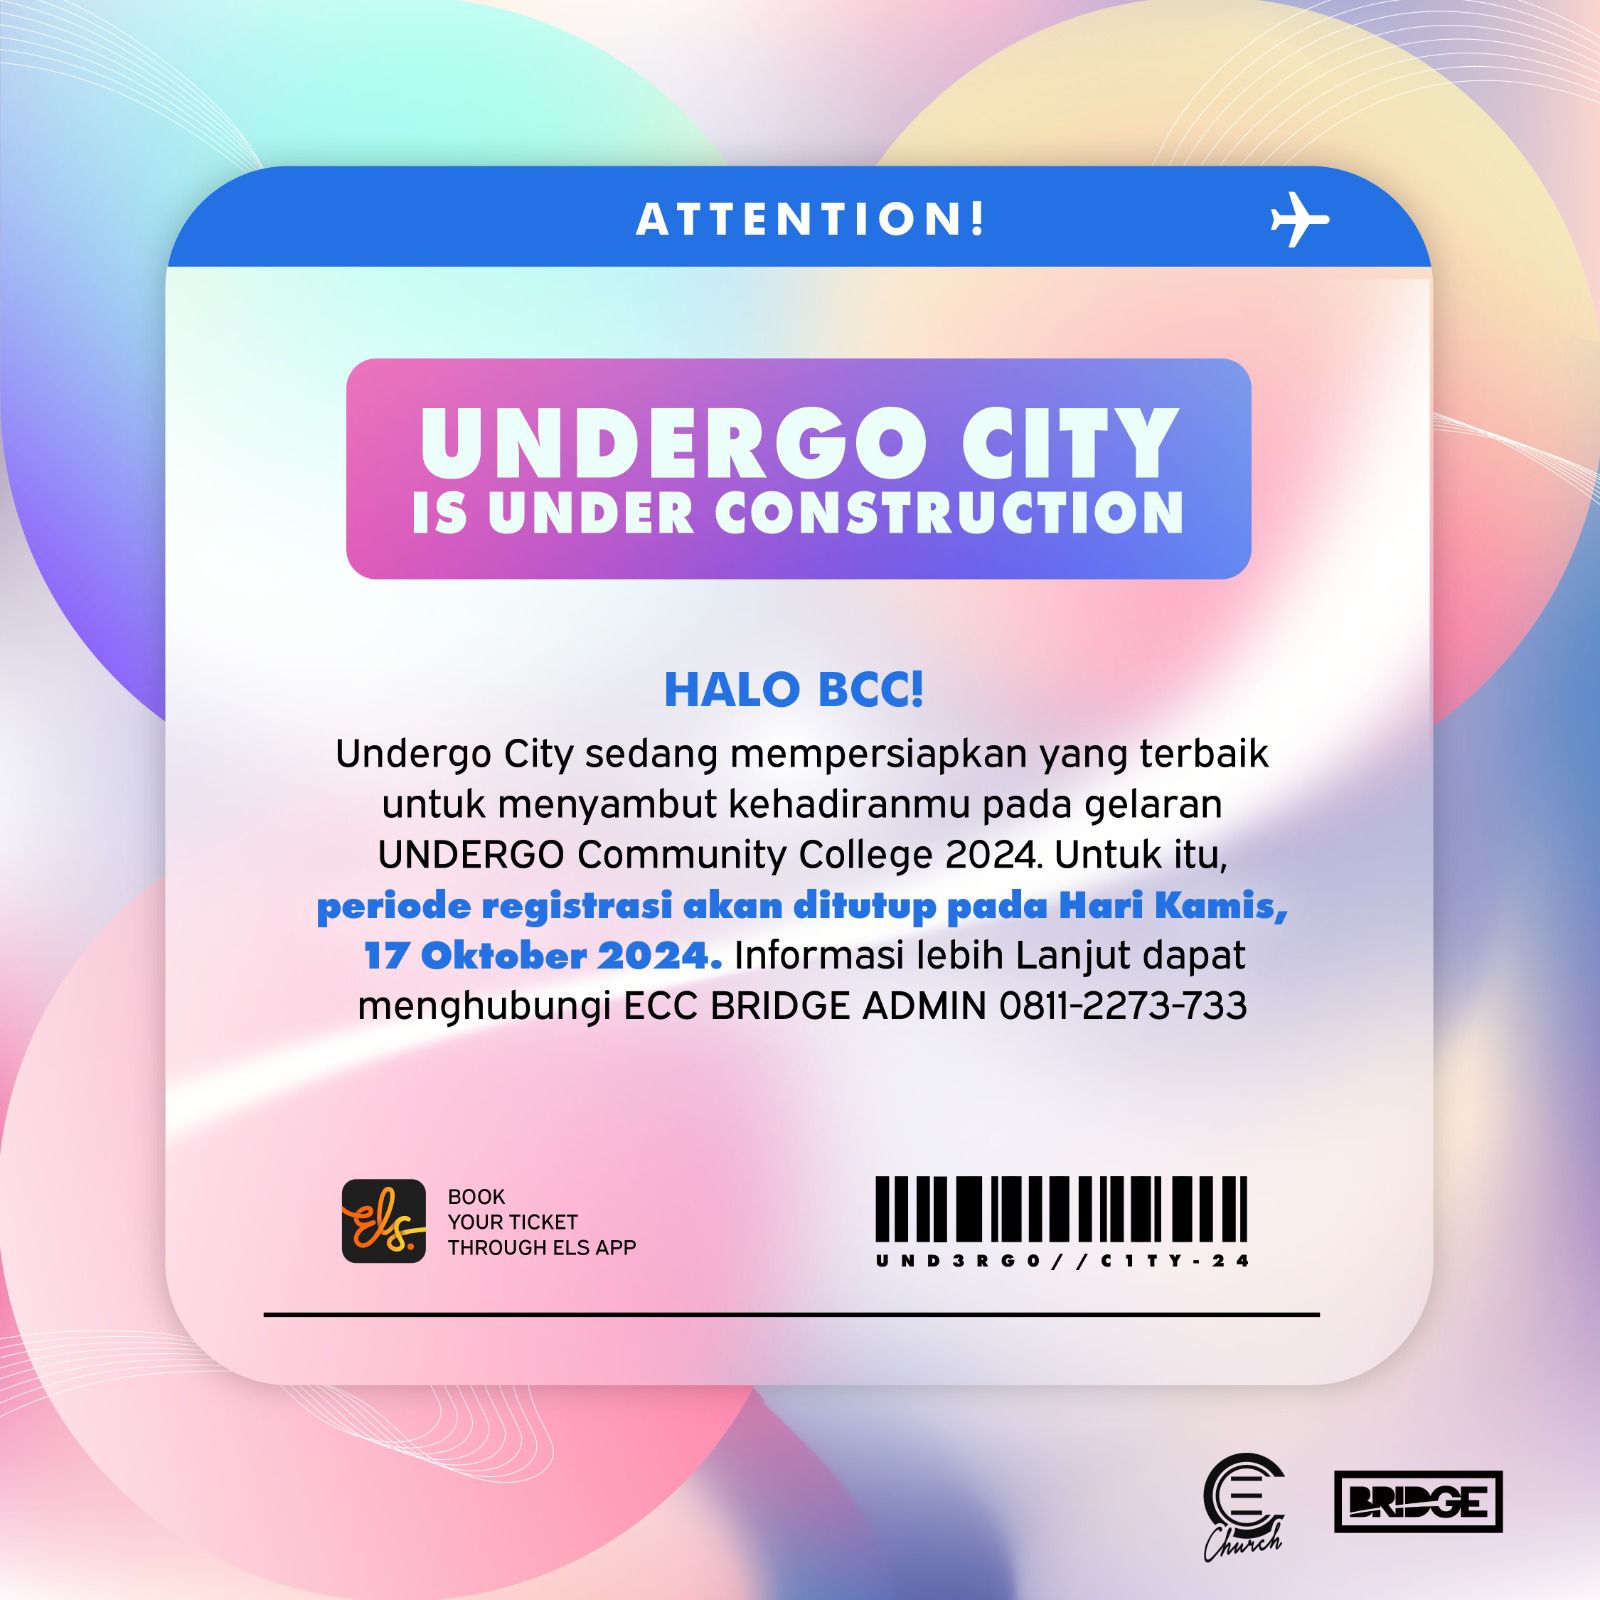 ATTENTION!
UNDERGO CITY
IS UNDER CONSTRUCTION
HALO BCC!
Undergo City sedang mempersiapkan yang terbaik
untuk menyambut kehadiranmu pada gelaran
UNDERGO Community College 2024. Untuk itu,
periode registrasi akan ditutup pada Hari Kamis,
17 Oktober 2024. Informasi lebih Lanjut dapat
menghubungi ECC BRIDGE ADMIN 0811-2273-733
Els.
BOOK
YOUR TICKET
THROUGH ELS APP
UND3RG0//C1TY-24
ECC
Church
BRIDGE